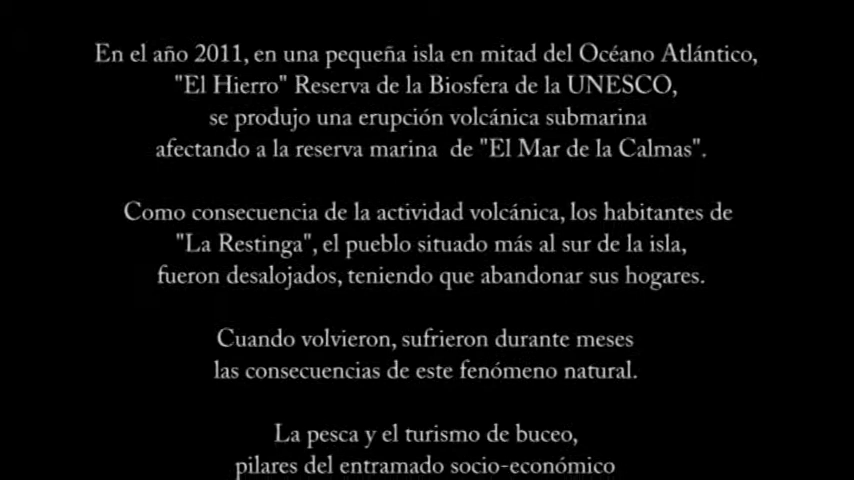 En el año 2011, en una pequeña isla en mitad del Océano Atlántico,
"El Hierro" Reserva de la Biosfera de la UNESCO,
se produjo una erupción volcánica submarina
afectando a la reserva marina de "El Mar de la Calmas".
Como consecuencia de la actividad volcánica, los habitantes de
"La Restinga", el pueblo situado más al sur de la isla,
fueron desalojados, teniendo que abandonar sus hogares.
Cuando volvieron, sufrieron durante meses
las consecuencias de este fenómeno natural.
La pesca y el turismo de buceo,
pilares del entramado socio-económico